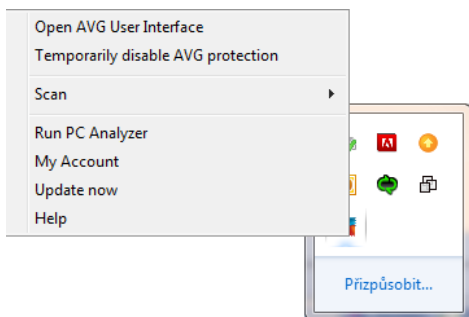 Open AVG User Interface
Temporarily disable AVG protection
Scan
Run PC Analyzer
My Account
Update now
Help
Přizpůsobit...